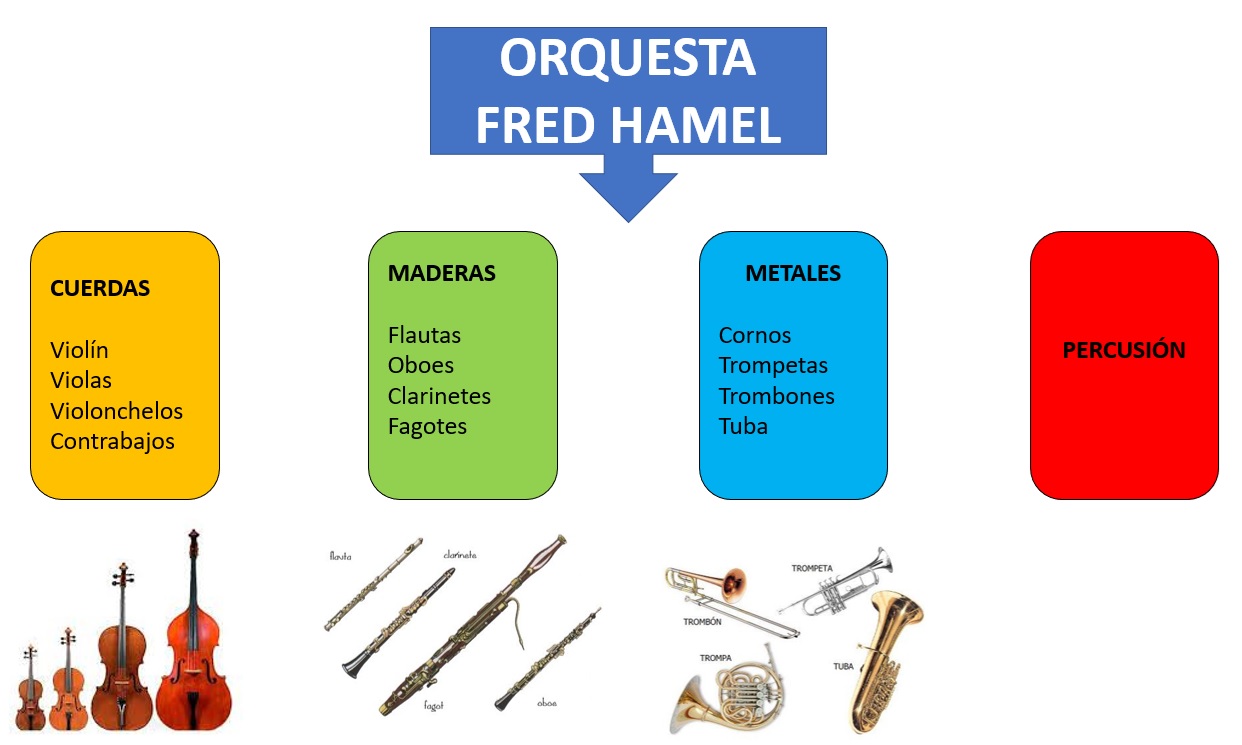 ORQUESTA
FRED HAMEL
CUERDAS
Violín
Violas
Violonchelos
Contrabajos
MADERAS
Flautas
Oboes
Clarinetes
Fagotes
METALES
Cornos
Trompetas
Trombones
Tuba
PERCUSIÓN
flauta
clarinete
fagot
oboe
TROMPETA
TROMBÓN
TROMPA
TUBA